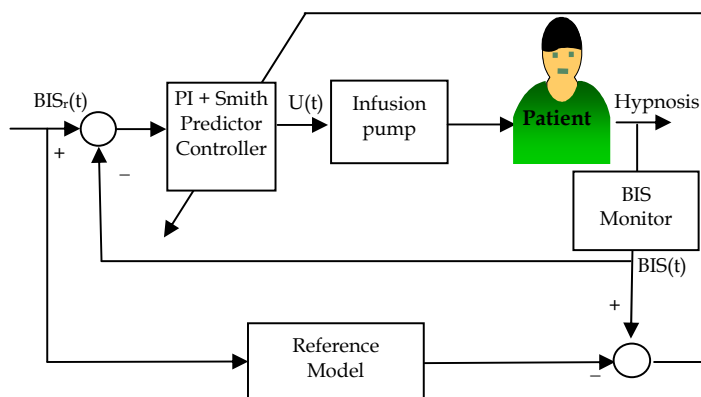 BISr(t)
+
−
PI + Smith
Predictor
Controller
U(t)
Infusion
pump
Patient
Hypnosis
BIS
Monitor
BIS(t)
+
−
Reference
Model